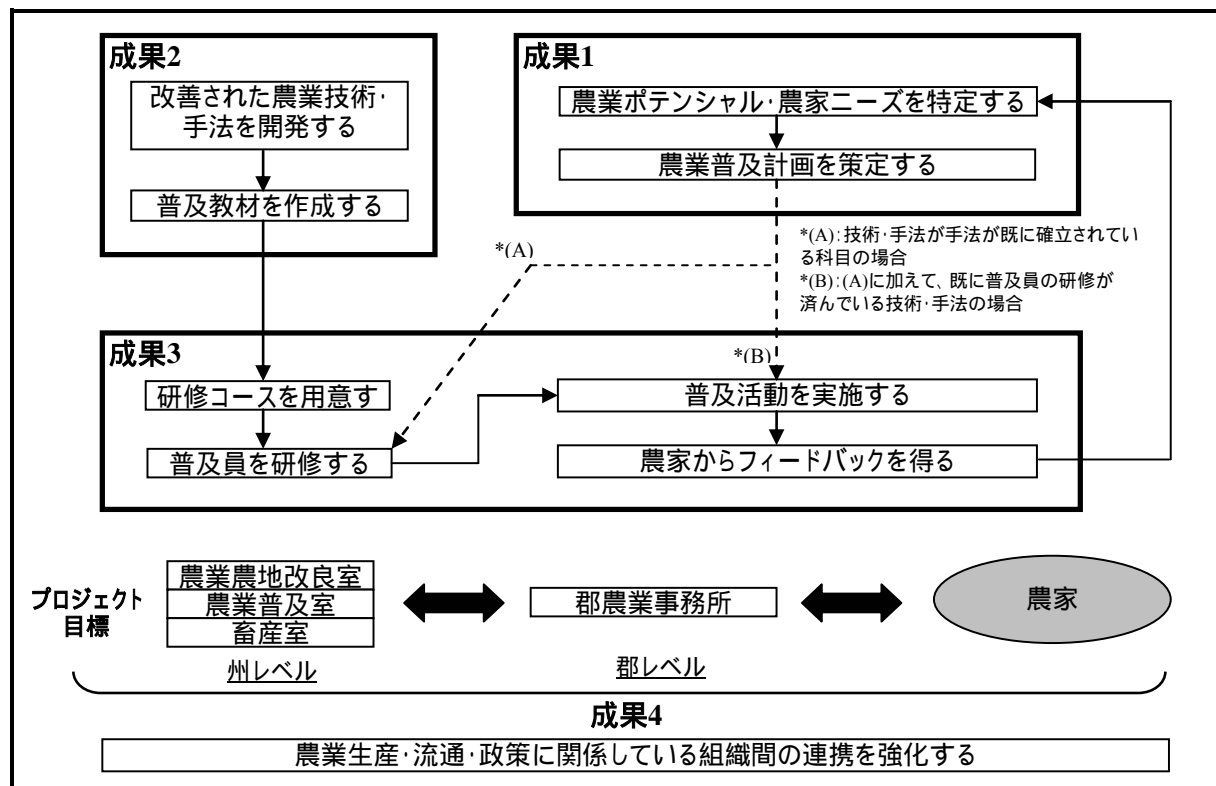 成果2
改善された農業技術・
手法を開発する
普及教材を作成する
成果1
農業ポテンシャル・農家ニーズを特定する
農業普及計画を策定する
*(A)
*(A):技術・手法が手法が既に確立されてい
る科目の場合
*(B):(A)に加えて、既に普及員の研修が
済んでいる技術・手法の場合
成果3
*(B)
研修コースを用意す
普及員を研修する
普及活動を実施する
農家からフィードバックを得る
プロジェクト
目標
農業農地改良室
農業普及室
畜産室
州レベル
郡農業事務所
郡レベル
農家
成果4
農業生産・流通・政策に関係している組織間の連携を強化する